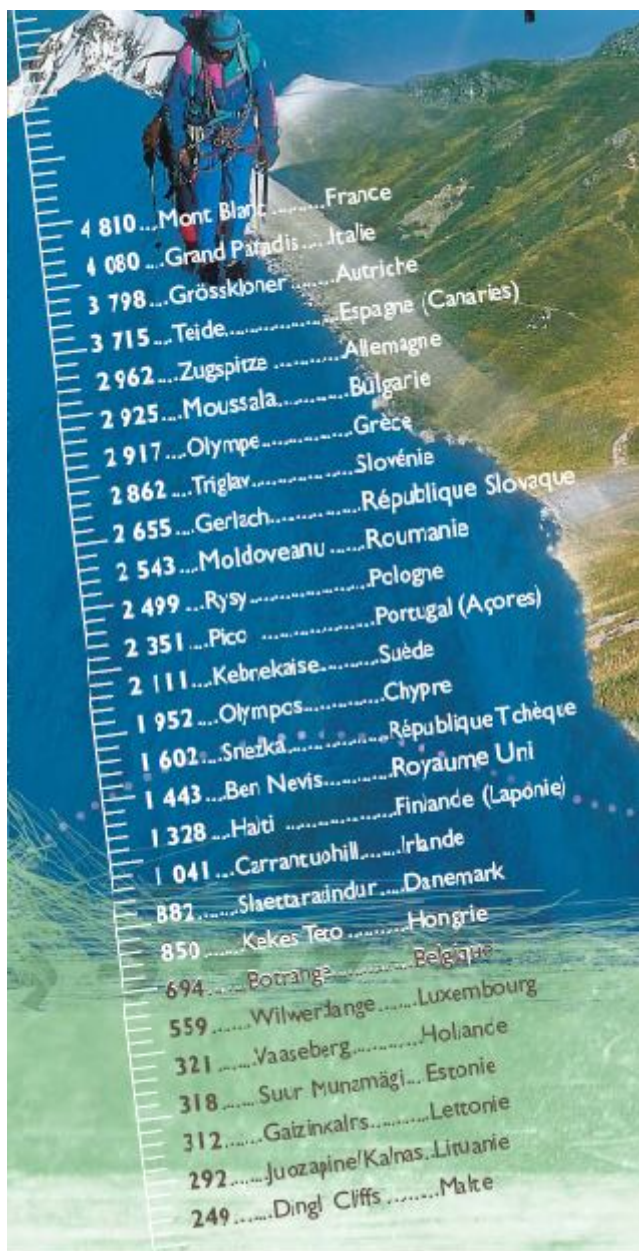 4 810...Mont Blanc..........France
4 080....Grand Paradis.....Italie
3 798...Grösskloner........Autriche
3 715....Teide....................Espagne (Canaries)
2 962....Zugspitze ............Allemagne
2 925....Moussala............Bulgarie
2 917....Olympe................Grèce
2 862....Triglav..................Slovénie
2 655....Gerlach................République Slovaque
2 543....Moldoveanu ......Roumanie
2 499....Rysy.....................Pologne
2 351....Pico ....................Portugal (Açores)
2 111....Kebrekaise..........Suède
1 952....Olympos..............Chypre
1 602....Snezka.................République Tchèque
1 443....Ben Nevis............Royaume Uni
1 328....Halti ....................Finlande (Laponie)
1 041...Carrantuohill.......Irlande
882........Slaettaratindur....Danemark
850 .......Kekes Teto ..........Hongrie
694........Botrange..............Belgique
559.......Wilwerdange.......Luxembourg
321........Vaaseberg............Hollande
318.......Suur Munamägi...Estonie
312.......Gaizinkalns..........Lettonie
292.......Juozapine/Kalnas..Lituanie
249.......Dingl Cliffs .........Malte